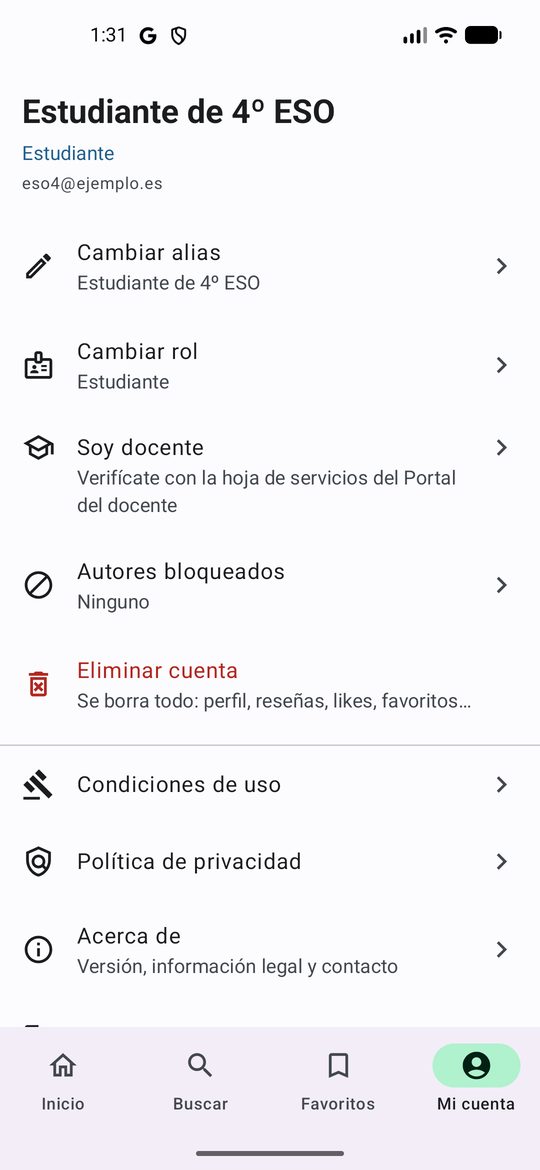 1:31
Estudiante de 4º ESO
Estudiante
eso4@ejemplo.es
Cambiar alias
Estudiante de 4º ESO
Cambiar rol
Estudiante
Soy docente
Verifícate con la hoja de servicios del Portal
del docente
Autores bloqueados
Ninguno
Eliminar cuenta
Se borra todo: perfil, reseñas, likes, favoritos…
Condiciones de uso
Política de privacidad
Acerca de
Versión, información legal y contacto
Inicio
Buscar
Favoritos
Mi cuenta